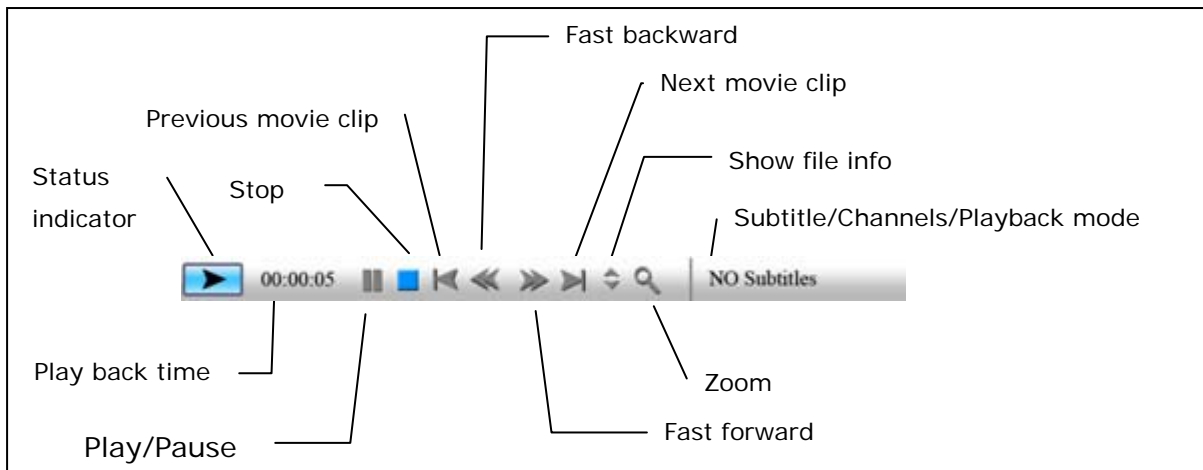 Fast backward
Next movie clip
Previous movie clip
Show file info
Status
indicator
Stop
Subtitle/Channels/Playback mode
00:00:05
NO Subtitles
Play back time
Zoom
Play/Pause
Fast forward